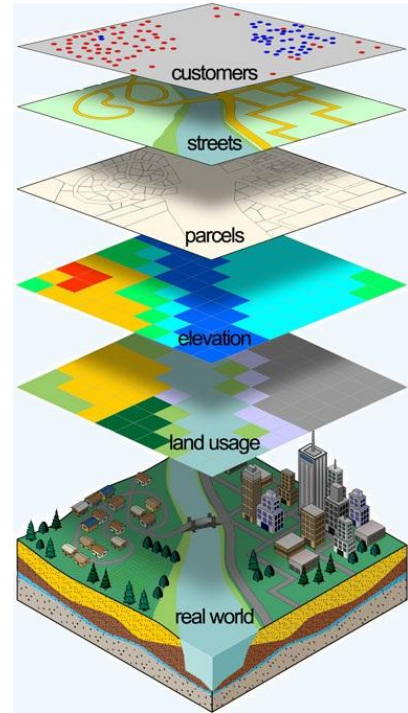 customers
streets
parcels
elevation
land usage
real world